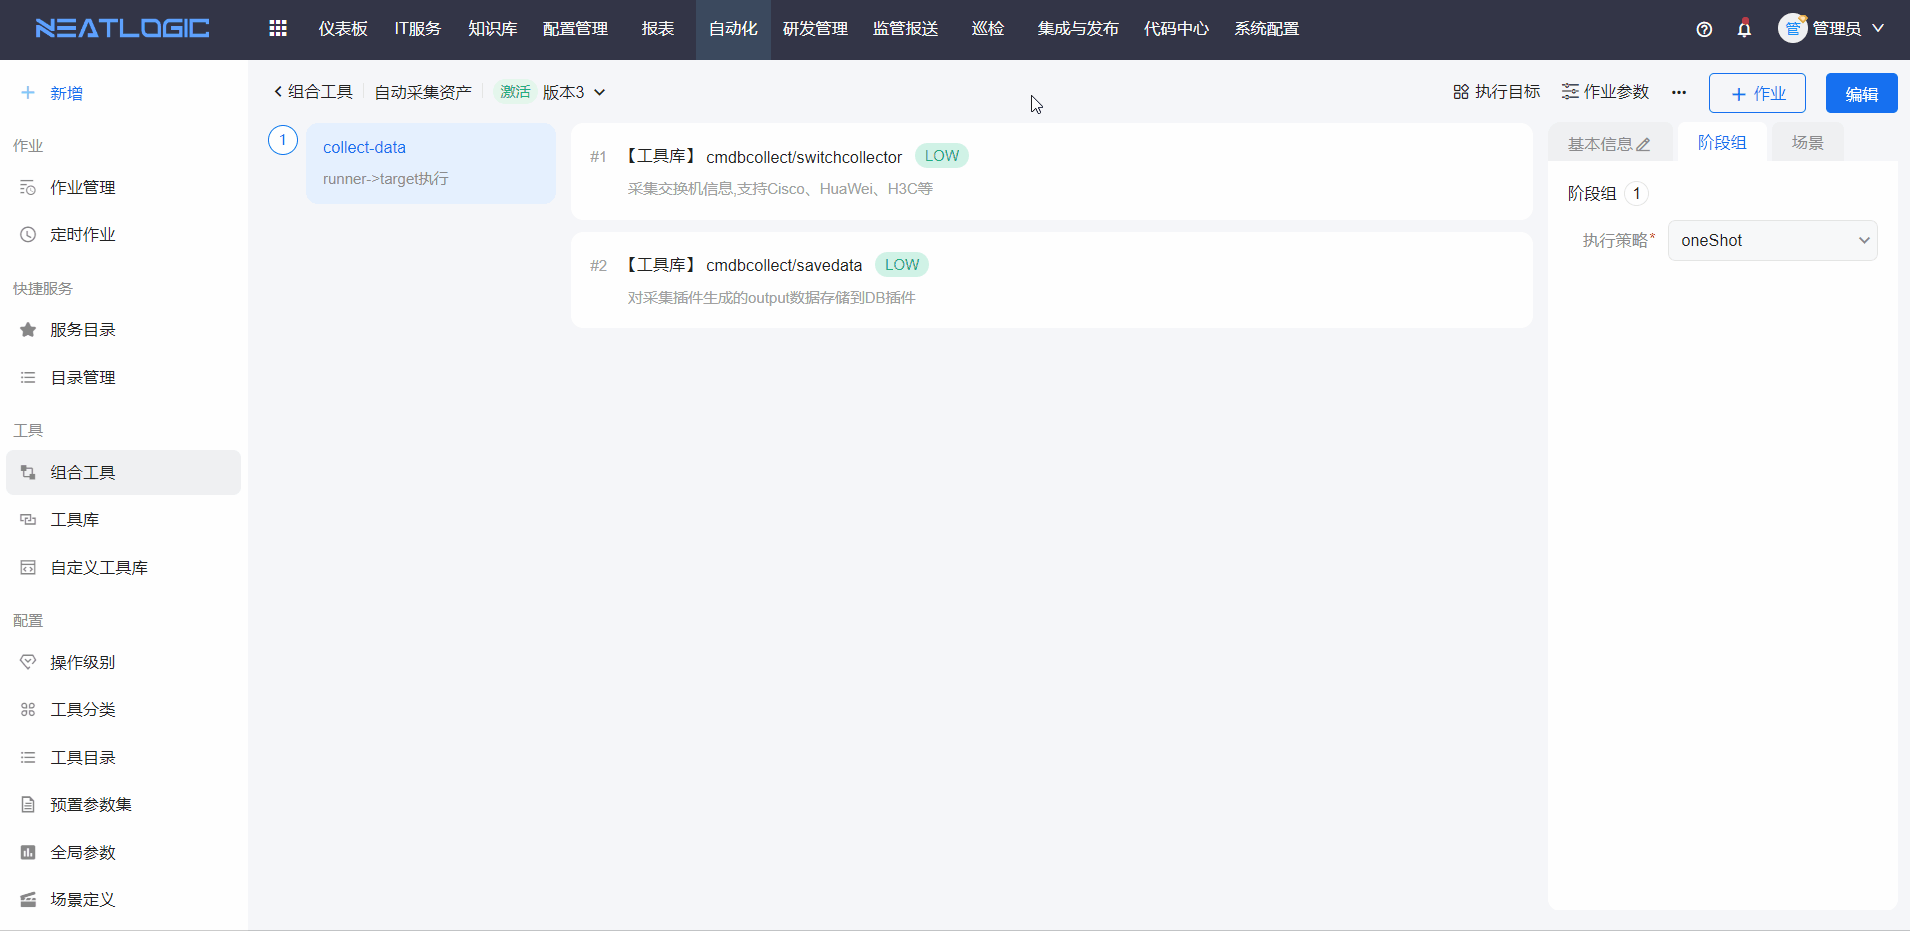 NEATLOGIC
仪表板
IT服务
知识库
配置管理
报表
自动化
研发管理
监管报送
巡检
集成与发布
代码中心
系统配置
管
管理员
新增
作业
作业管理
定时作业
快捷服务
服务目录
目录管理
工具
组合工具
工具库
自定义工具库
配置
操作级别
工具分类
工具目录
预置参数集
全局参数
场景定义
组合工具
自动采集资产
激活
版本3
执行目标
作业参数
作业
编辑
1
collect-data
runner->target执行
#1 【工具库】 cmdbcollect/switchcollector LOW
采集交换机信息,支持Cisco、HuaWei、H3C等
#2 【工具库】 cmdbcollect/savedata LOW
对采集插件生成的output数据存储到DB插件
基本信息
阶段组
场景
阶段组 1
执行策略* oneShot